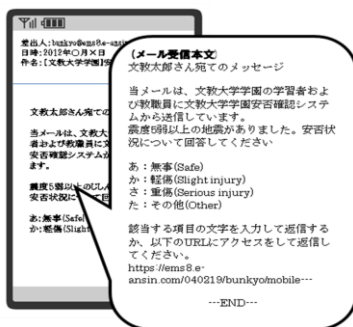 差出人:bunkyo@ems8.e-ansin
日時:2012年○月×日
件名:【文教大学学園】安
文教太郎さん宛ての
当メールは、文教大
者および教職員に文
安否確認システムか
ます。
震度5弱以上のじしん
安否状況について回
あ:無事(Safe)
か:軽傷(Slight
(メール受信本文)
文教太郎さん宛てのメッセージ
当メールは、文教大学学園の学習者およ
び教職員に文教大学学園安否確認システ
ムから送信しています。
震度5弱以上の地震がありました。安否状
況について回答してください
あ:無事(Safe)
か:軽傷(Slight injury)
さ:重傷(Serious injury)
た:その他(Other)
該当する項目の文字を入力して返信する
か、以下のURLにアクセスをして返信し
てください。
https://ems8.e-
ansin.com/040219/bunkyo/mobile---
---END---